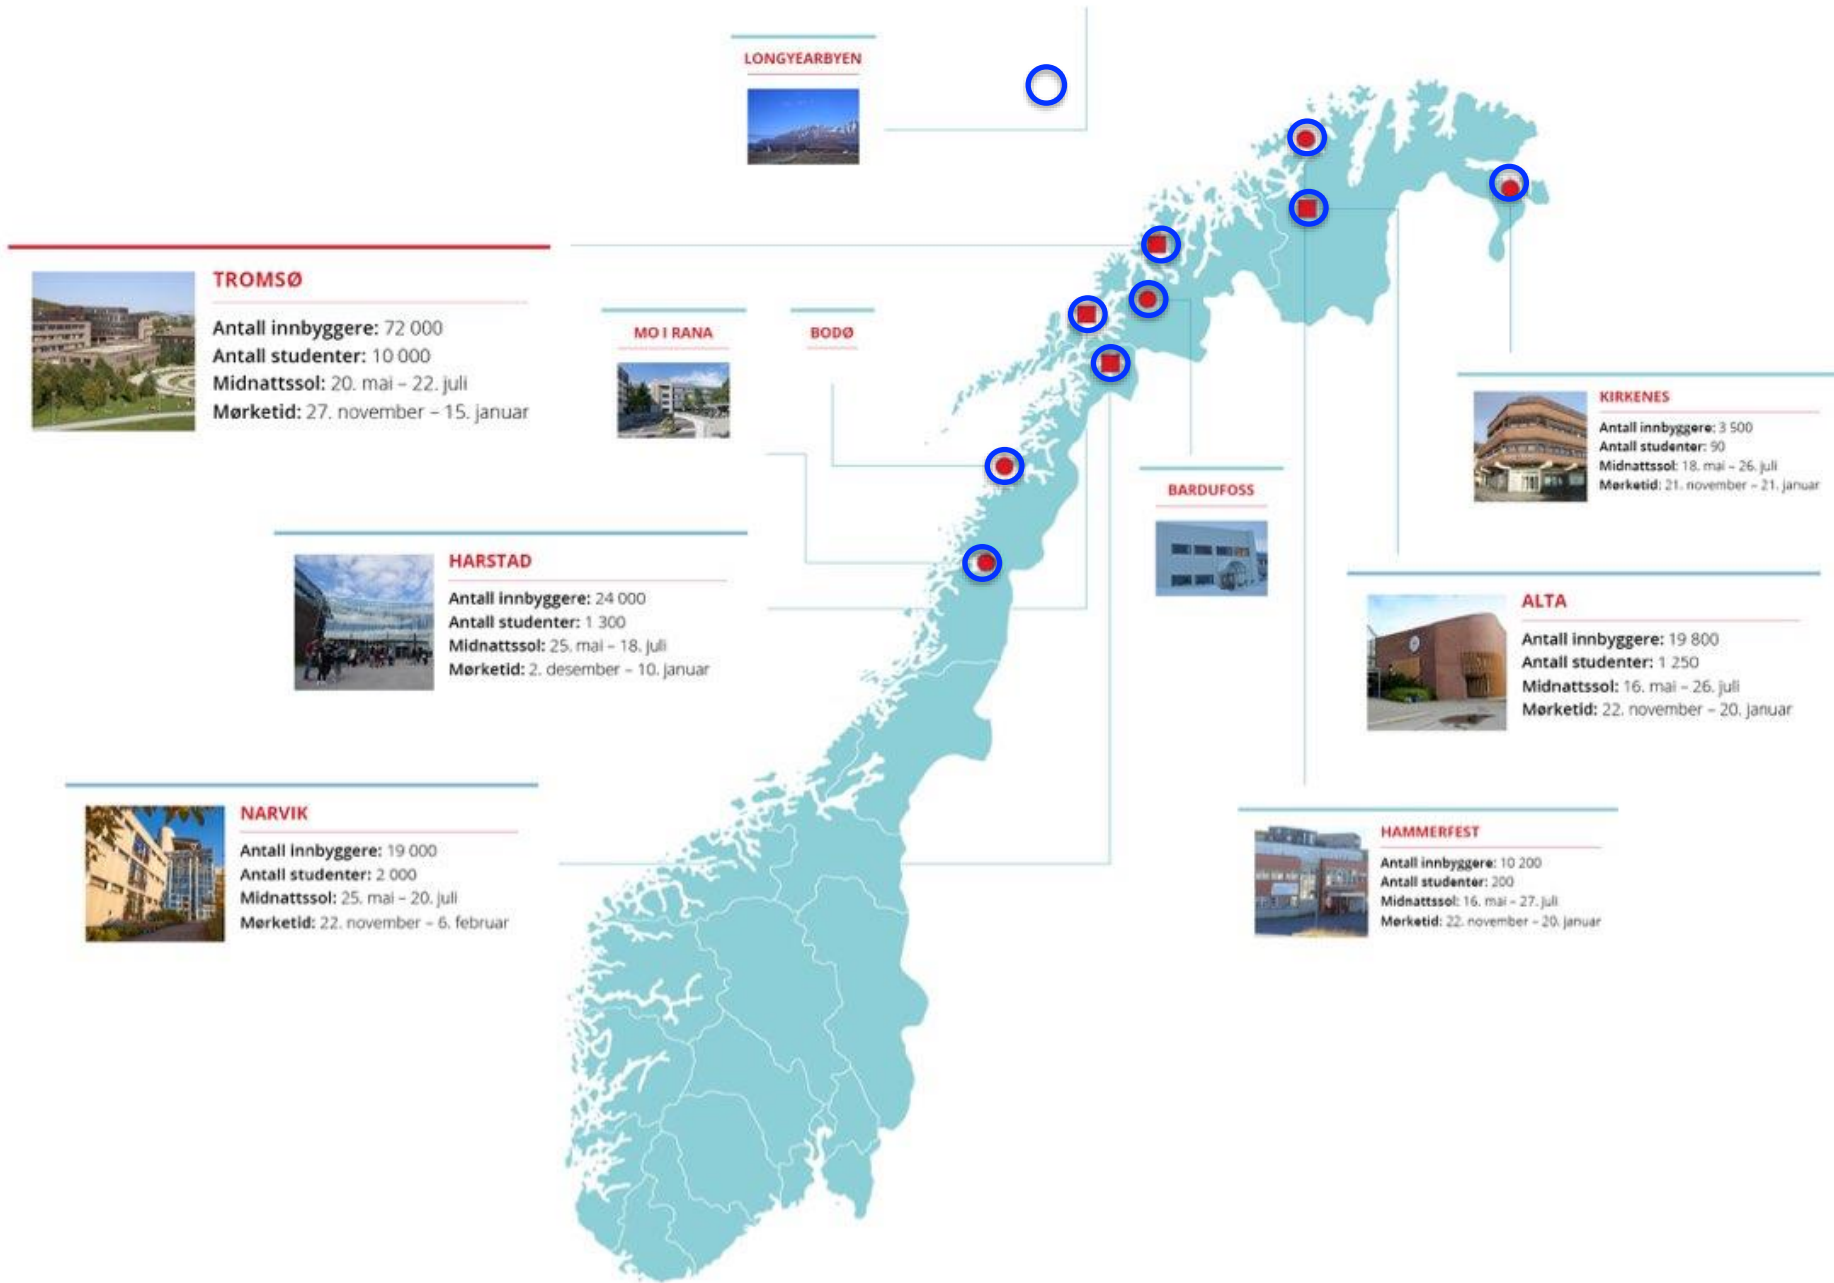 LONGYEARBYEN
TROMSØ
Antall innbyggere: 72 000
Antall studenter: 10 000
Midnattssol: 20. mai – 22. juli
Mørketid: 27. november – 15. januar
MO I RANA
BODØ
KIRKENES
Antall innbyggere: 3 500
Antall studenter: 90
Midnattssol: 18. mai – 26. juli
Mørketid: 21. november – 21. januar
BARDUFOSS
HARSTAD
Antall innbyggere: 24 000
Antall studenter: 1 300
Midnattssol: 25. mai – 18. juli
Mørketid: 2. desember – 10. januar
ALTA
Antall innbyggere: 19 800
Antall studenter: 1 250
Midnattssol: 16. mai – 26. juli
Mørketid: 22. november – 20. januar
NARVIK
Antall innbyggere: 19 000
Antall studenter: 2 000
Midnattssol: 25. mai – 20. juli
Mørketid: 22. november – 6. februar
HAMMERFEST
Antall innbyggere: 10 200
Antall studenter: 200
Midnattssol: 16. mai – 27. juli
Mørketid: 22. november – 20. januar